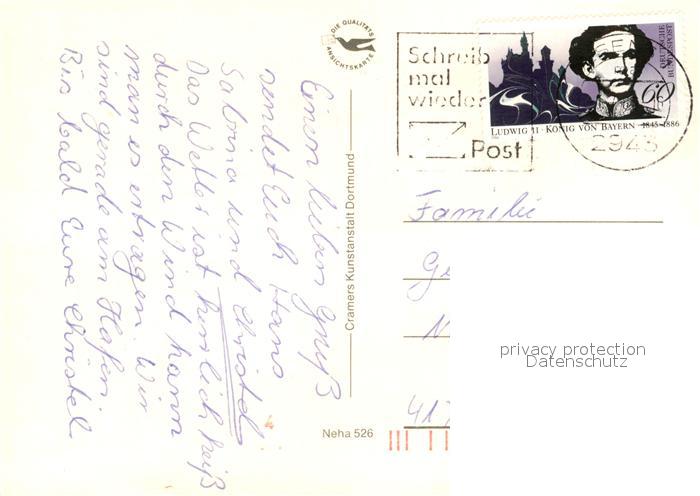 Einen lieben Gruß
sendet Euch Hans
Sabrina und Christel
Das Wetter ist herrlich heiß
durch den Wind kann
man es ertragen. Wir
sind gerade am Hafen.
Bis bald Eure Christel
DIE QUALITÄTS
ANSICHTSKARTE
Cramers Kunstanstalt Dortmund
Neha 526
Schreib
mal
wieder
Post
DEUTSCHE
BUNDESPOST
60
LUDWIG II · KÖNIG VON BAYERN 1845-1886
Familie
privacy protection
Datenschutz